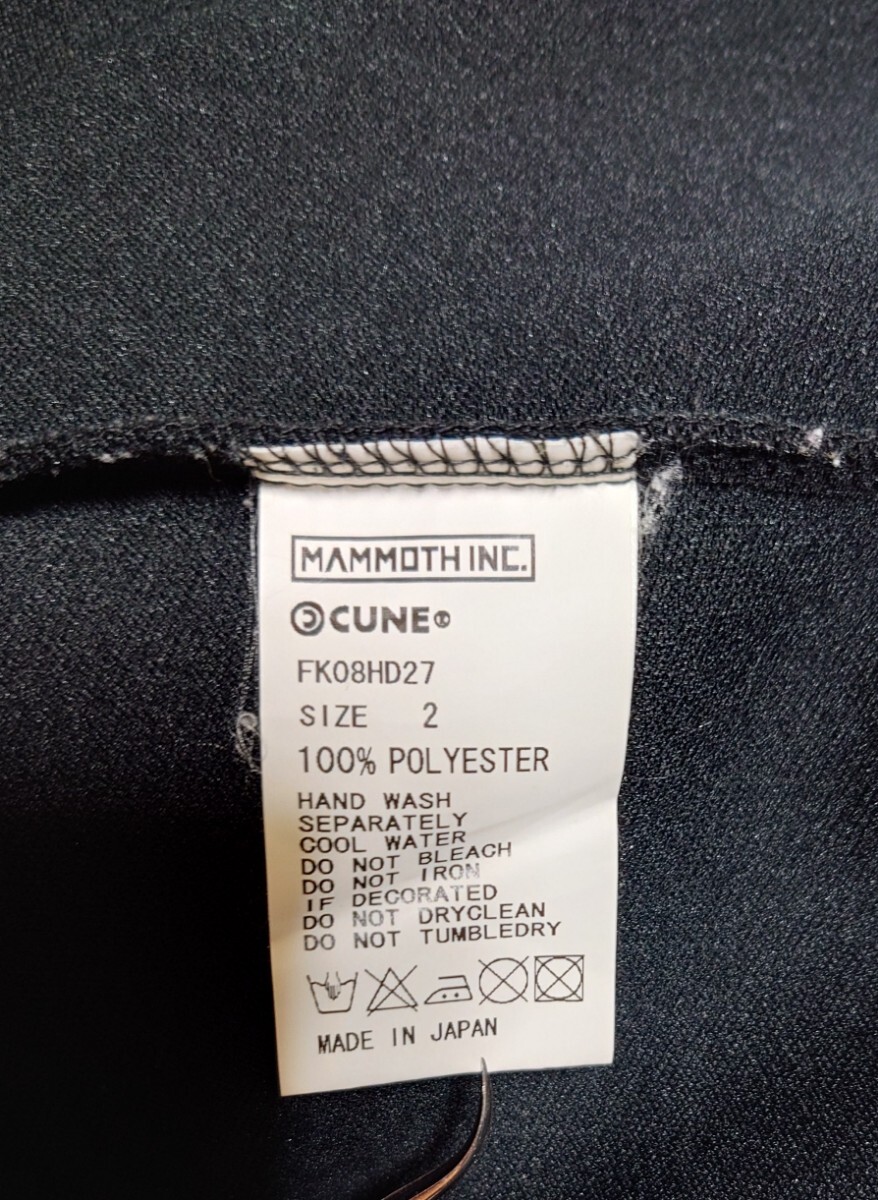 MAMMOTH INC.
CUNE®
FK08HD27
SIZE 2
100% POLYESTER
HAND WASH
SEPARATELY
COOL WATER
DO NOT BLEACH
DO NOT IRON
IF DECORATED
DO NOT DRYCLEAN
DO NOT TUMBLEDRY
MADE IN JAPAN